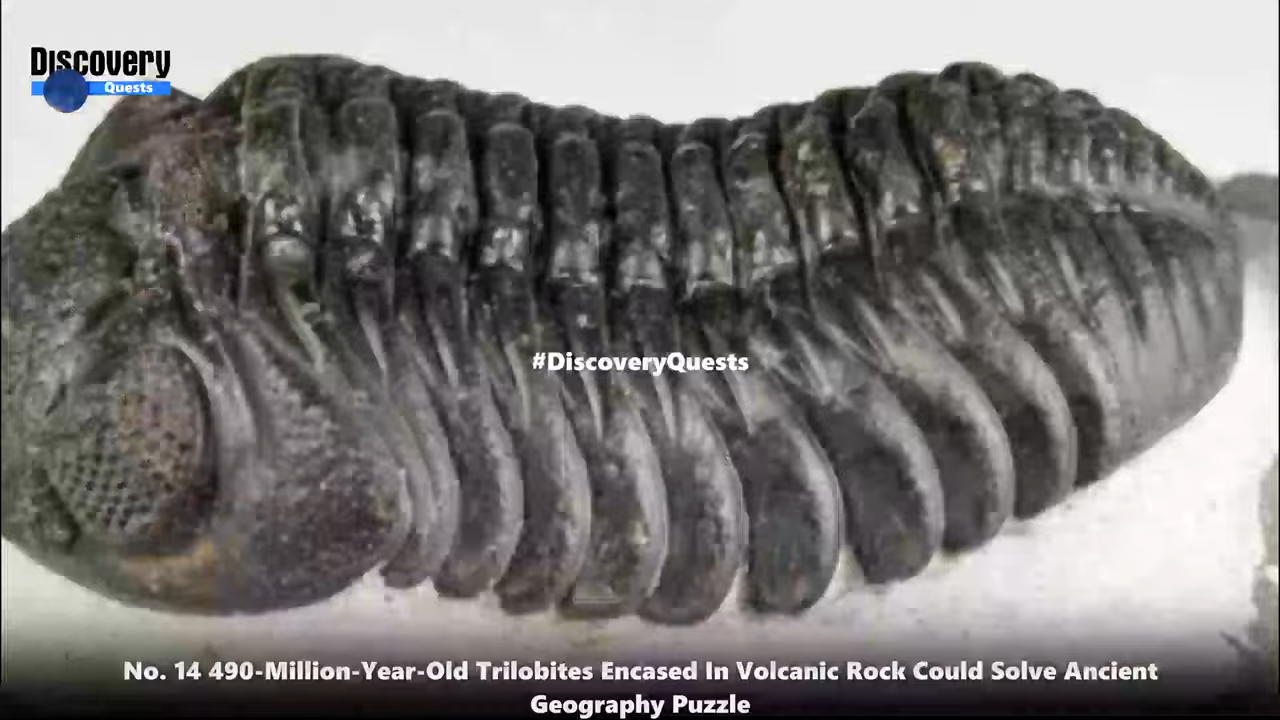 Discovery
Quests
#DiscoveryQuests
No. 14 490-Million-Year-Old Trilobites Encased In Volcanic Rock Could Solve Ancient
Geography Puzzle